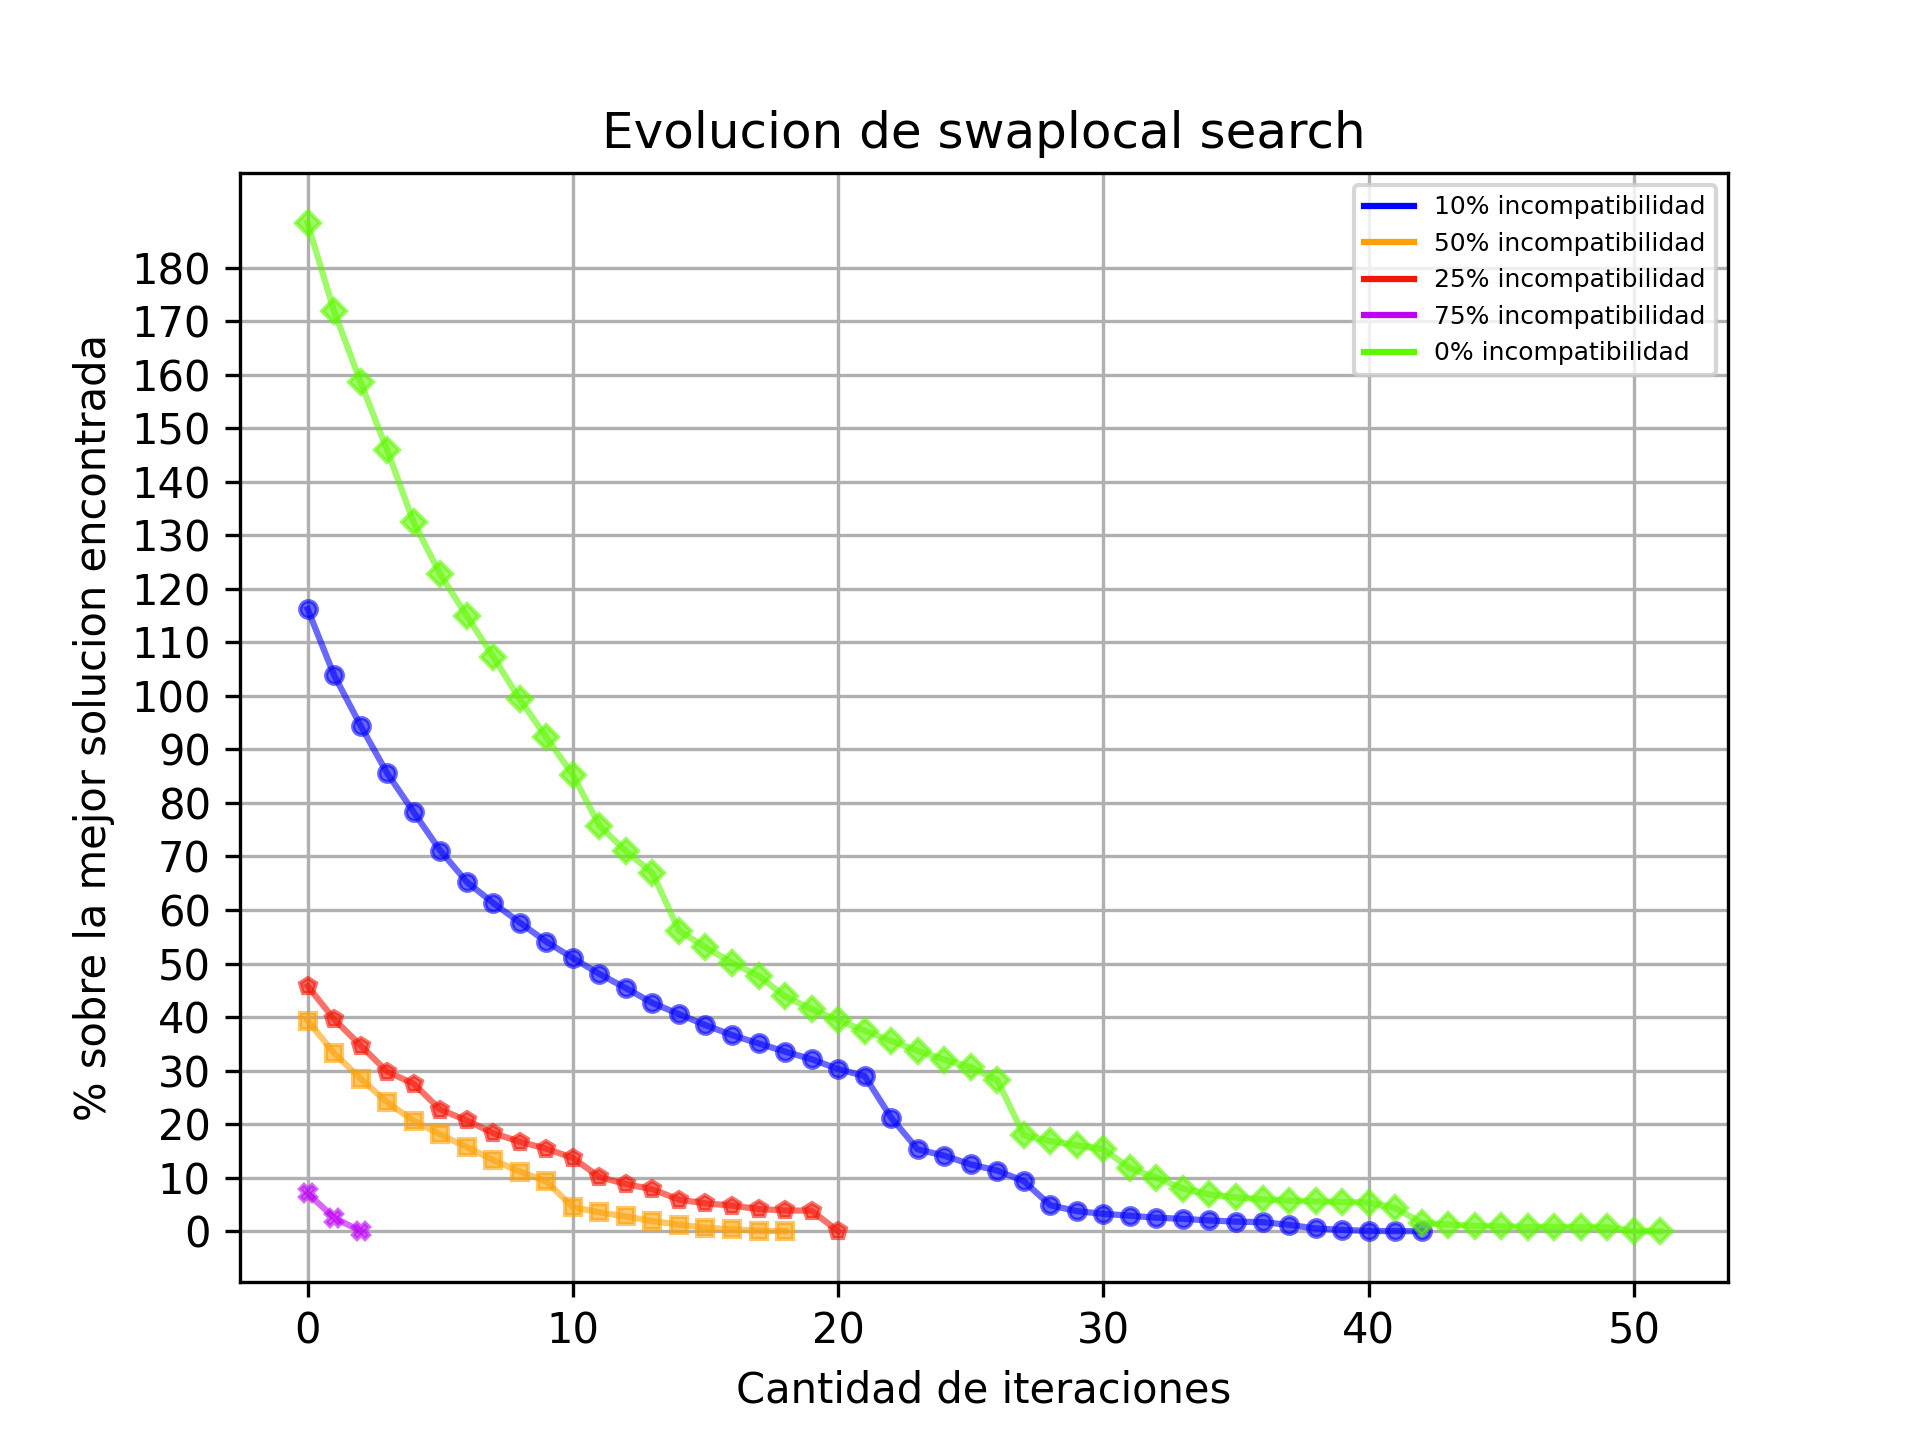 Evolucion de swaplocal search
10% incompatibilidad
50% incompatibilidad
25% incompatibilidad
75% incompatibilidad
0% incompatibilidad
% sobre la mejor solucion encontrada
180
170
160
150
140
130
120
110
100
90
80
70
60
50
40
30
20
10
0
0 10 20 30 40 50
Cantidad de iteraciones